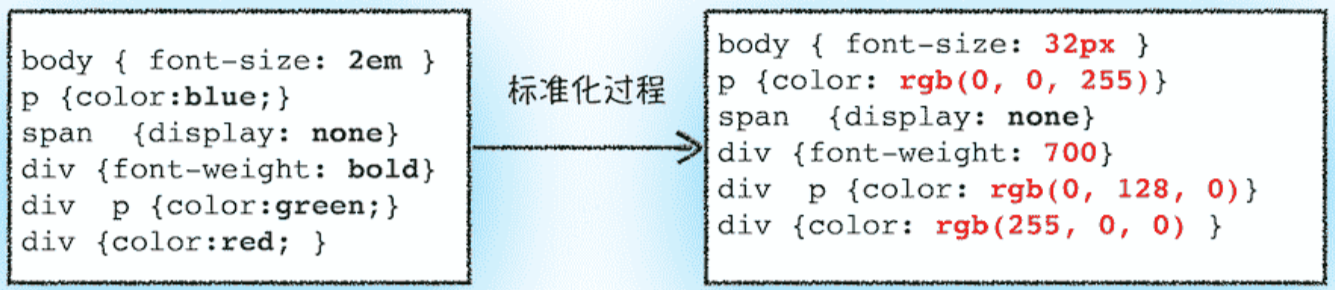 body { font-size: 2em }
p {color:blue;}
span  {display: none}
div {font-weight: bold}
div  p {color:green;}
div {color:red; }
标准化过程
body { font-size: 32px }
p {color: rgb(0, 0, 255)}
span  {display: none}
div {font-weight: 700}
div  p {color: rgb(0, 128, 0)}
div {color: rgb(255, 0, 0) }